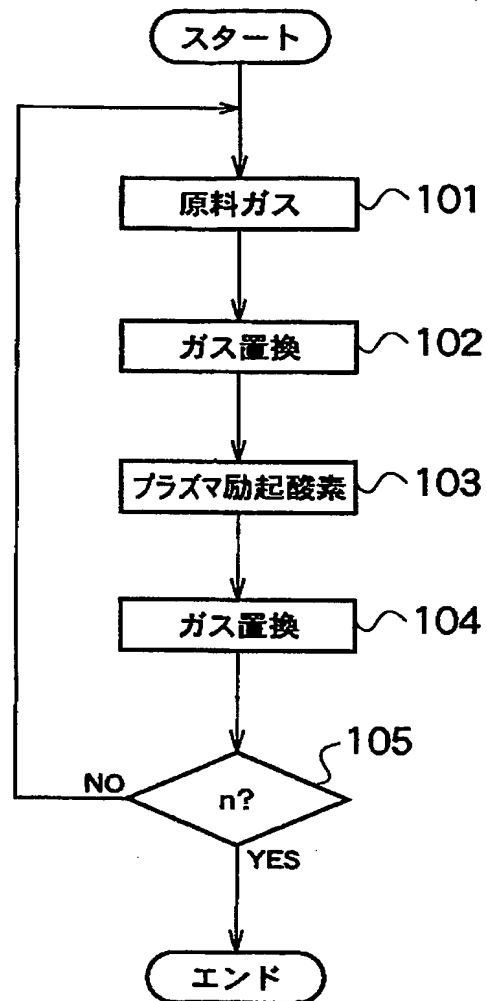 スタート
原料ガス 101
ガス置換 102
プラズマ励起酸素 103
ガス置換 104
105
NO n?
YES
エンド